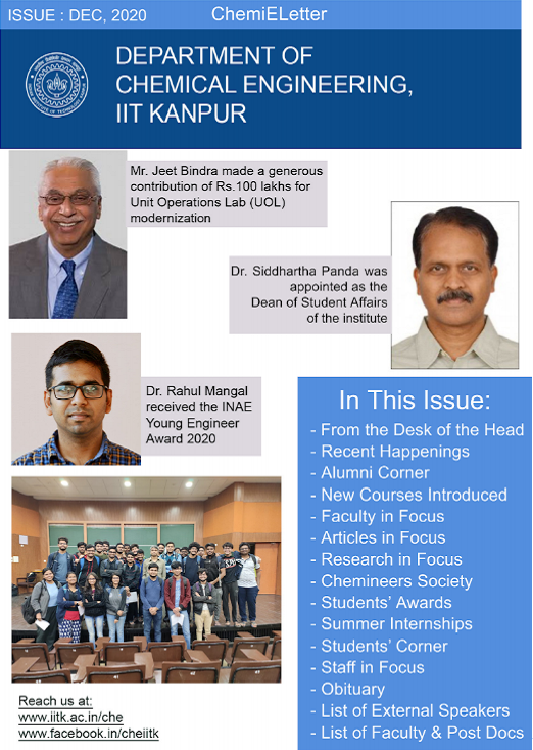 ISSUE : DEC, 2020
ChemiELetter
DEPARTMENT OF
CHEMICAL ENGINEERING,
IIT KANPUR
Mr. Jeet Bindra made a generous
contribution of Rs.100 lakhs for
Unit Operations Lab (UOL)
modernization
Dr. Siddhartha Panda was
appointed as the
Dean of Student Affairs
of the institute
Dr. Rahul Mangal
received the INAE
Young Engineer
Award 2020
In This Issue:
- From the Desk of the Head
- Recent Happenings
- Alumni Corner
- New Courses Introduced
- Faculty in Focus
- Articles in Focus
- Research in Focus
- Chemineers Society
- Students’ Awards
- Summer Internships
- Students’ Corner
- Staff in Focus
- Obituary
- List of External Speakers
- List of Faculty & Post Docs
Reach us at:
www.iitk.ac.in/che
www.facebook.in/cheiitk